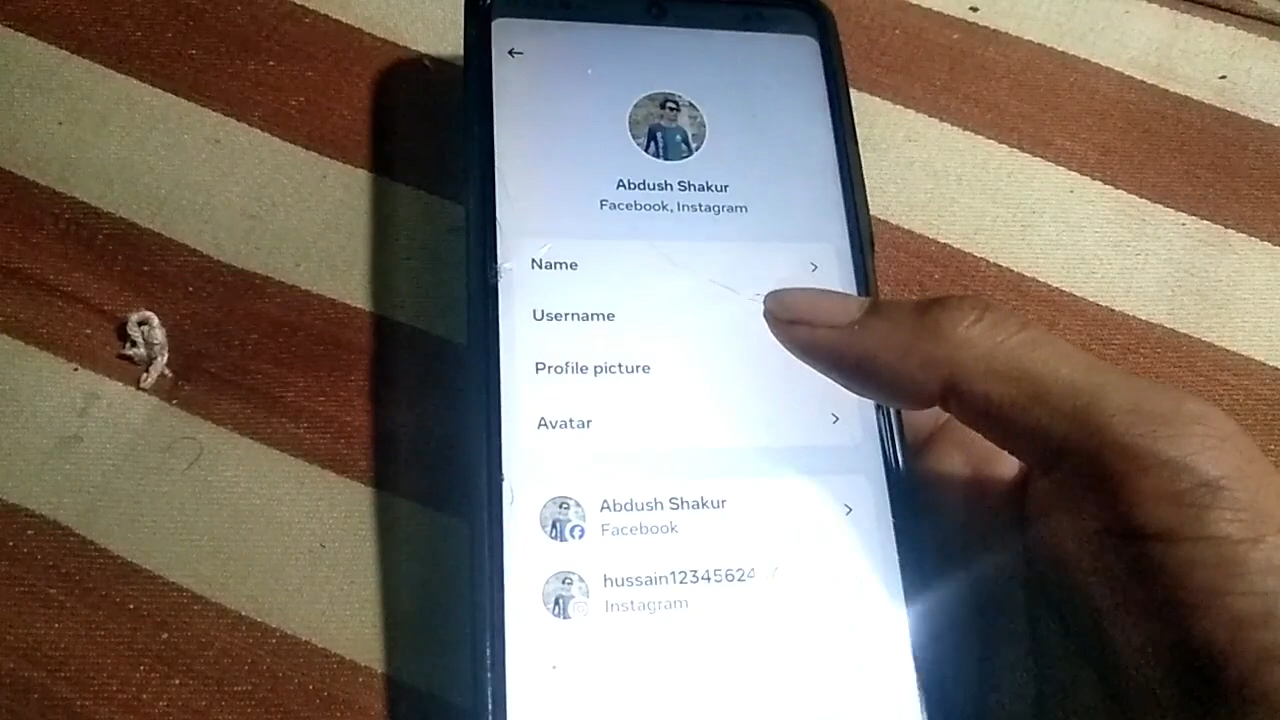 Abdush Shakur
Facebook, Instagram
Name
Username
Profile picture
Avatar
Abdush Shakur
Facebook
hussain12345624
Instagram